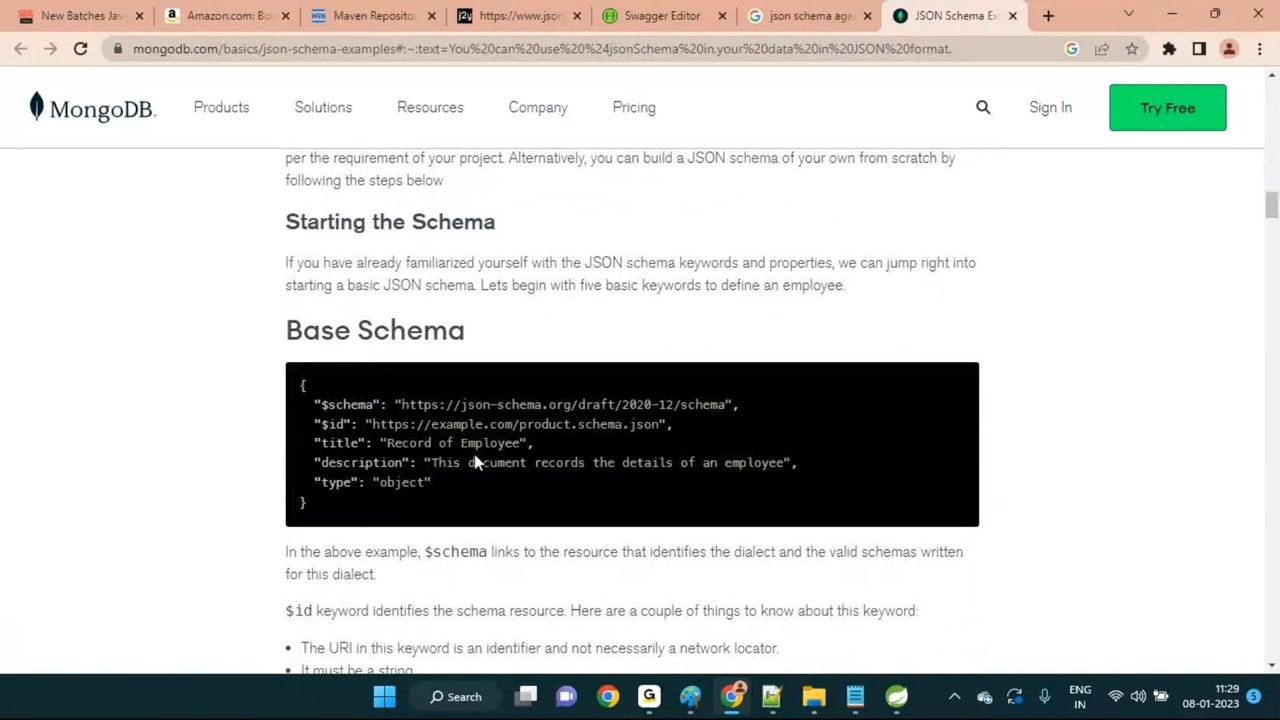 New Batches Java
Amazon.com: Bo
Maven Repositor
https://www.json
Swagger Editor
json schema aga
JSON Schema Exa
mongodb.com/basics/json-schema-examples#:~:text=You%20can%20use%20%24jsonSchema%20in,your%20data%20in%20JSON%20format.
MongoDB.
Products
Solutions
Resources
Company
Pricing
Sign In
Try Free
per the requirement of your project. Alternatively, you can build a JSON schema of your own from scratch by
following the steps below
Starting the Schema
If you have already familiarized yourself with the JSON schema keywords and properties, we can jump right into
starting a basic JSON schema. Lets begin with five basic keywords to define an employee.
Base Schema
{
"$schema": "https://json-schema.org/draft/2020-12/schema",
"$id": "https://example.com/product.schema.json",
"title": "Record of Employee",
"description": "This document records the details of an employee",
"type": "object"
}
In the above example, $schema links to the resource that identifies the dialect and the valid schemas written
for this dialect.
$id keyword identifies the schema resource. Here are a couple of things to know about this keyword:
• The URI in this keyword is an identifier and not necessarily a network locator.
• It must be a string
Search
ENG
IN
11:29
08-01-2023
5